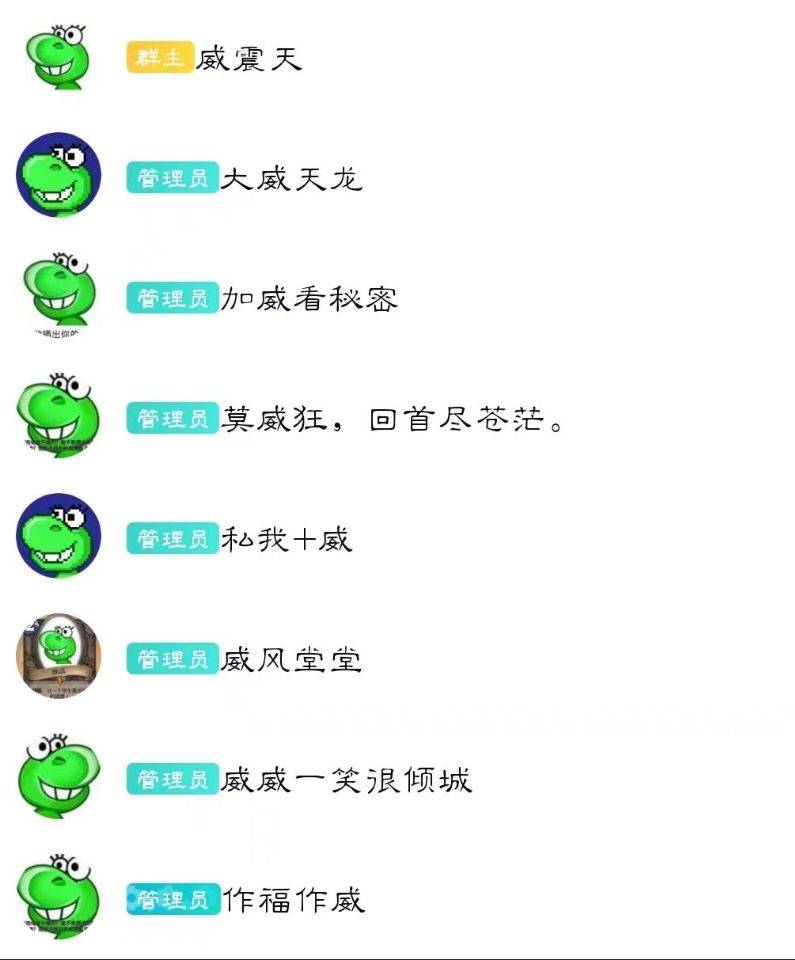 群主 威震天
管理员 大威天龙
管理员 加威看秘密
管理员 莫威狂，回首尽苍茫。
管理员 私我十威
管理员 威风堂堂
管理员 威威一笑很倾城
管理员 作福作威